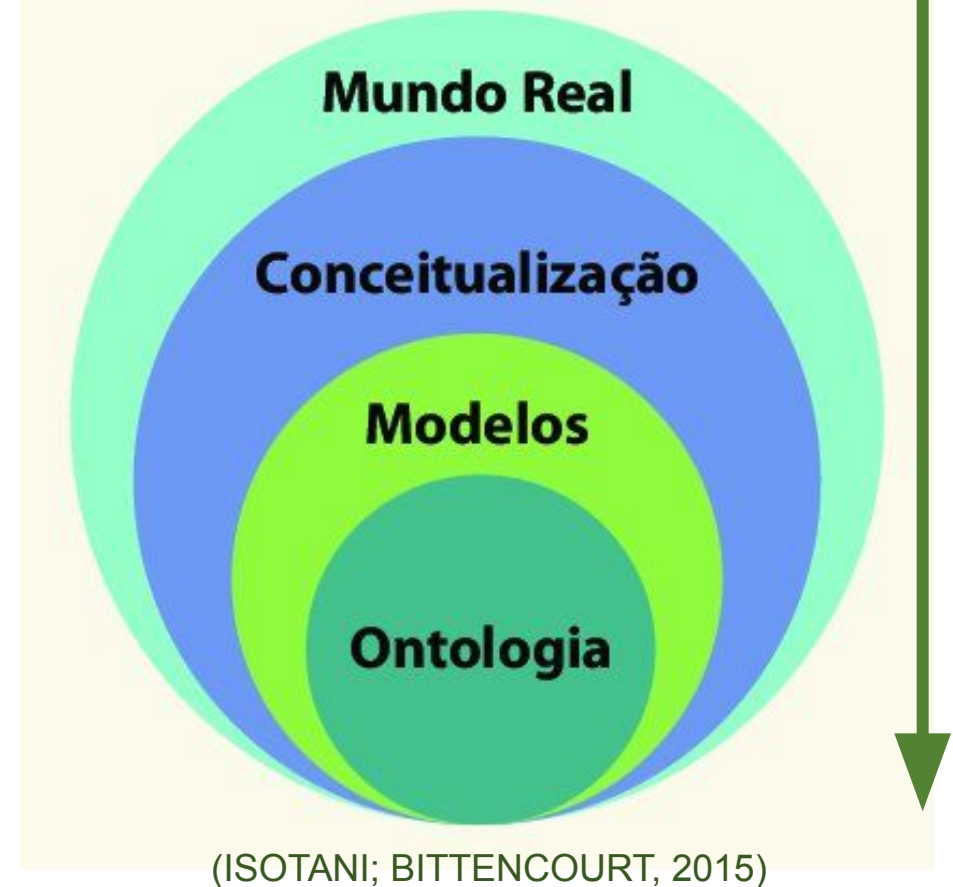 Mundo Real
Conceitualização
Modelos
Ontologia
(ISOTANI; BITTENCOURT, 2015)